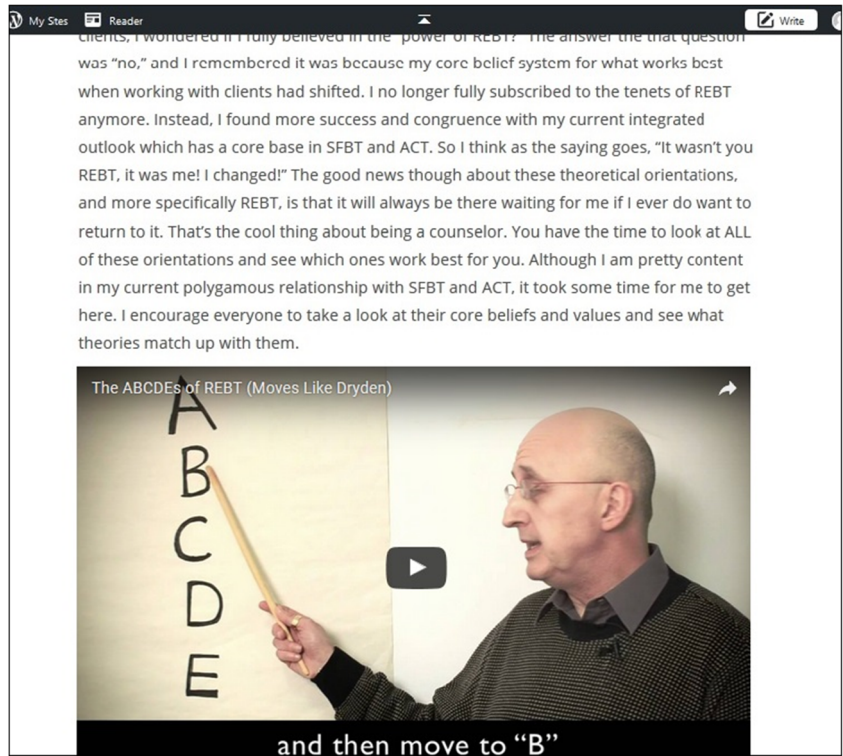 My Sites Reader Write
clients, I wondered if I fully believed in the "power of REBT?" The answer the that question
was “no,” and I remembered it was because my core belief system for what works best
when working with clients had shifted. I no longer fully subscribed to the tenets of REBT
anymore. Instead, I found more success and congruence with my current integrated
outlook which has a core base in SFBT and ACT. So I think as the saying goes, “It wasn’t you
REBT, it was me! I changed!” The good news though about these theoretical orientations,
and more specifically REBT, is that it will always be there waiting for me if I ever do want to
return to it. That’s the cool thing about being a counselor. You have the time to look at ALL
of these orientations and see which ones work best for you. Although I am pretty content
in my current polygamous relationship with SFBT and ACT, it took some time for me to get
here. I encourage everyone to take a look at their core beliefs and values and see what
theories match up with them.
The ABCDEs of REBT (Moves Like Dryden)
A
B
C
D
E
and then move to “B”